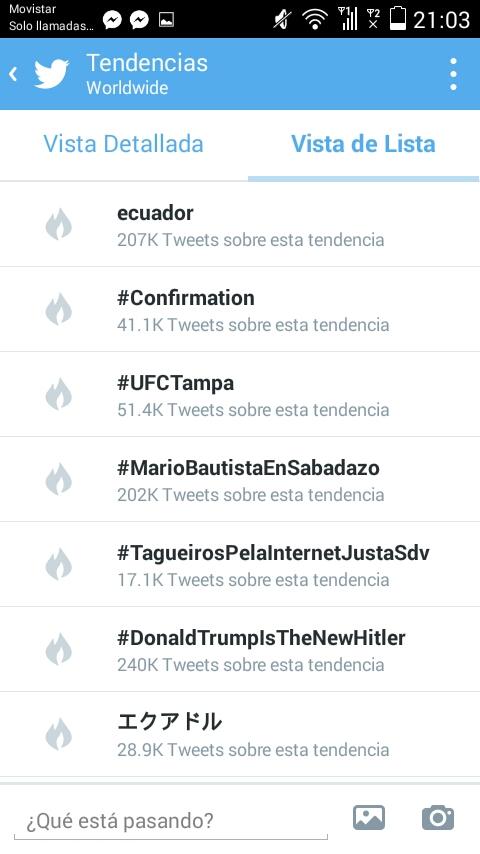 Movistar
Solo llamadas...
21:03
Tendencias
Worldwide
Vista Detallada
Vista de Lista
ecuador
207K Tweets sobre esta tendencia
#Confirmation
41.1K Tweets sobre esta tendencia
#UFCTampa
51.4K Tweets sobre esta tendencia
#MarioBautistaEnSabadazo
202K Tweets sobre esta tendencia
#TagueirosPelaInternetJustaSdv
17.1K Tweets sobre esta tendencia
#DonaldTrumpIsTheNewHitler
240K Tweets sobre esta tendencia
エクアドル
28.9K Tweets sobre esta tendencia
¿Qué está pasando?